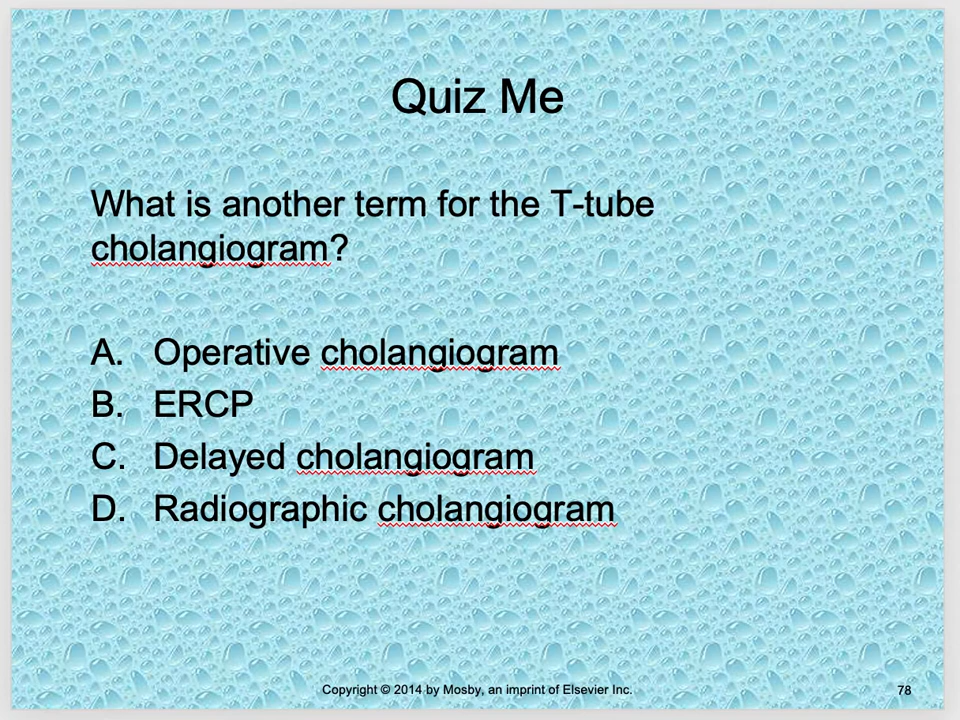 Quiz Me
What is another term for the T-tube
cholangiogram?
A. Operative cholangiogram
B. ERCP
C. Delayed cholangiogram
D. Radiographic cholangiogram
Copyright © 2014 by Mosby, an imprint of Elsevier Inc.
78